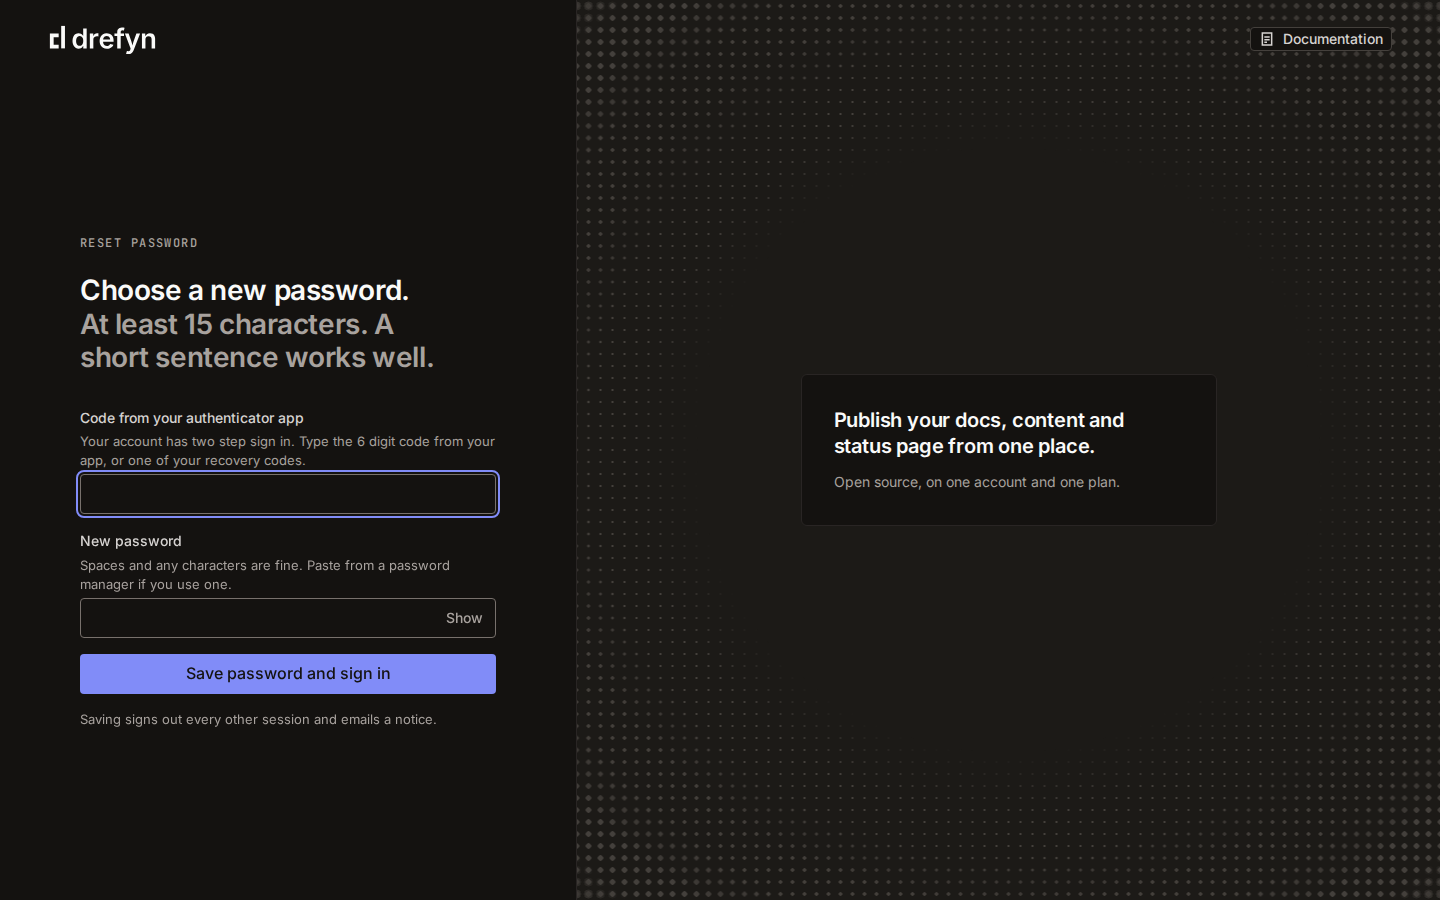 drefyn
Documentation
RESET PASSWORD
Choose a new password.
At least 15 characters. A
short sentence works well.
Code from your authenticator app
Your account has two step sign in. Type the 6 digit code from your
app, or one of your recovery codes.
New password
Spaces and any characters are fine. Paste from a password
manager if you use one.
Show
Save password and sign in
Saving signs out every other session and emails a notice.
Publish your docs, content and
status page from one place.
Open source, on one account and one plan.